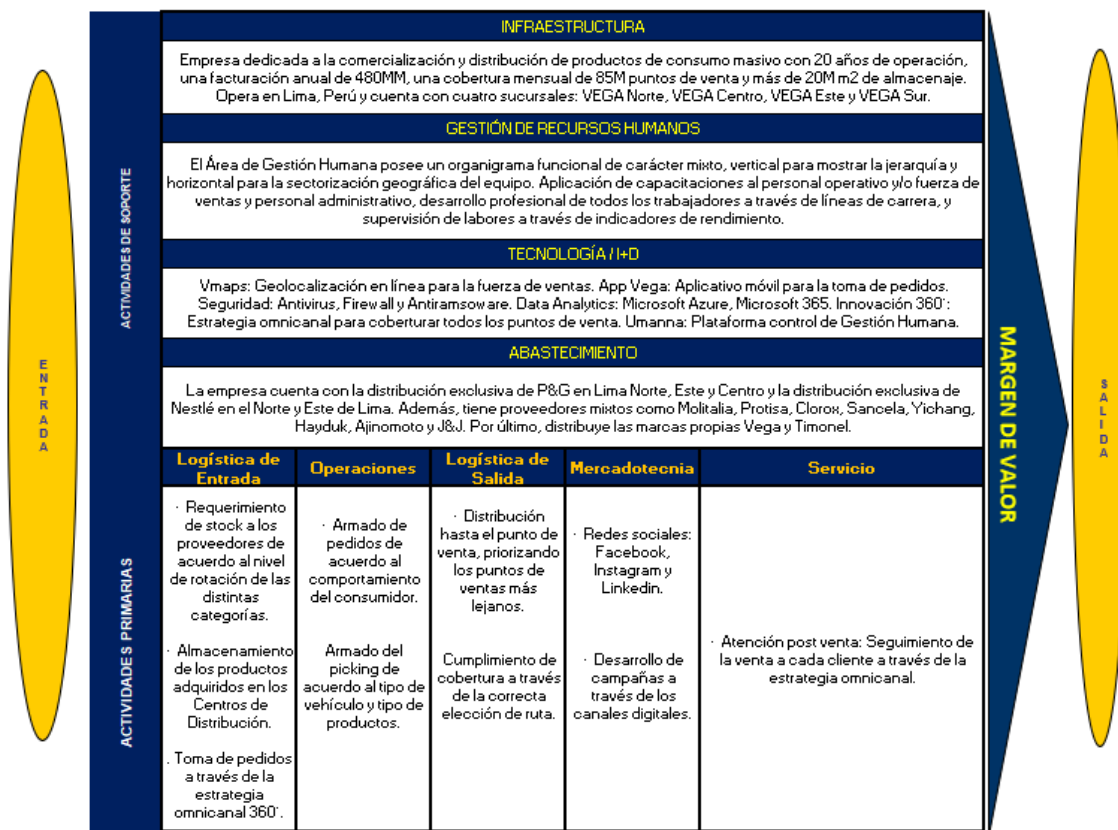 INFRAESTRUCTURA
Empresa dedicada a la comercialización y distribución de productos de consumo masivo con 20 años de operación,
una facturación anual de 480MM, una cobertura mensual de 85M puntos de venta y más de 20M m2 de almacenaje.
Opera en Lima, Perú y cuenta con cuatro sucursales: VEGA Norte, VEGA Centro, VEGA Este y VEGA Sur.
GESTIÓN DE RECURSOS HUMANOS
El Área de Gestión Humana posee un organigrama funcional de carácter mixto, vertical para mostrar la jerarquía y
horizontal para la sectorización geográfica del equipo. Aplicación de capacitaciones al personal operativo y/o fuerza de
ventas y personal administrativo, desarrollo profesional de todos los trabajadores a través de líneas de carrera, y
supervisión de labores a través de indicadores de rendimiento.
TECNOLOGÍA / I+D
Vmaps: Geolocalización en línea para la fuerza de ventas. App Vega: Aplicativo móvil para la toma de pedidos.
Seguridad: Antivirus, Firewall y Antiramsoware. Data Analytics: Microsoft Azure, Microsoft 365. Innovación 360°:
Estrategia omnicanal para coberturar todos los puntos de venta. Umanna: Plataforma control de Gestión Humana.
ABASTECIMIENTO
La empresa cuenta con la distribución exclusiva de P&G en Lima Norte, Este y Centro y la distribución exclusiva de
Nestlé en el Norte y Este de Lima. Además, tiene proveedores mixtos como Molitalia, Protisa, Clorox, Sancela, Yichang,
Hayduk, Ajinomoto y J&J. Por último, distribuye las marcas propias Vega y Timonel.
ACTIVIDADES DE SOPORTE
ENTRADA
Logística de
Entrada
· Requerimiento
de stock a los
proveedores de
acuerdo al nivel
de rotación de las
distintas
categorías.
· Almacenamiento
de los productos
adquiridos en los
Centros de
Distribución.
. Toma de pedidos
a través de la
estrategia
omnicanal 360°.
Operaciones
· Armado de
pedidos de
acuerdo al
comportamiento
del consumidor.
Armado del
picking de
acuerdo al tipo de
vehículo y tipo de
productos.
Logística de
Salida
· Distribución
hasta el punto de
venta, priorizando
los puntos de
ventas más
lejanos.
Cumplimiento de
cobertura a través
de la correcta
elección de ruta.
Mercadotecnia
· Redes sociales:
Facebook,
Instagram y
Linkedin.
· Desarrollo de
campañas a
través de los
canales digitales.
Servicio
· Atención post venta: Seguimiento de
la venta a cada cliente a través de la
estrategia omnicanal.
ACTIVIDADES PRIMARIAS
MARGEN DE VALOR
SALIDA